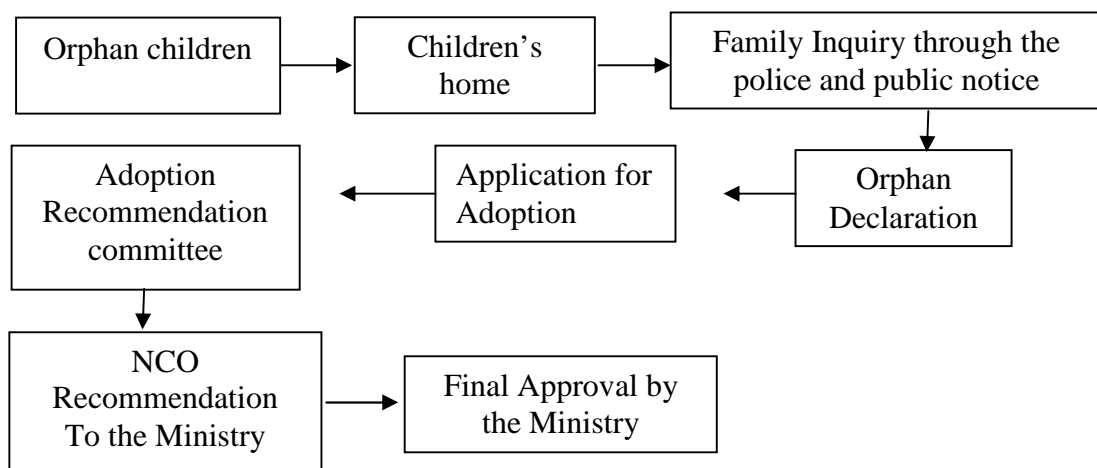 Orphan children
Children’s
home
Family Inquiry through the
police and public notice
Orphan
Declaration
Application for
Adoption
Adoption
Recommendation
committee
NCO
Recommendation
To the Ministry
Final Approval by
the Ministry